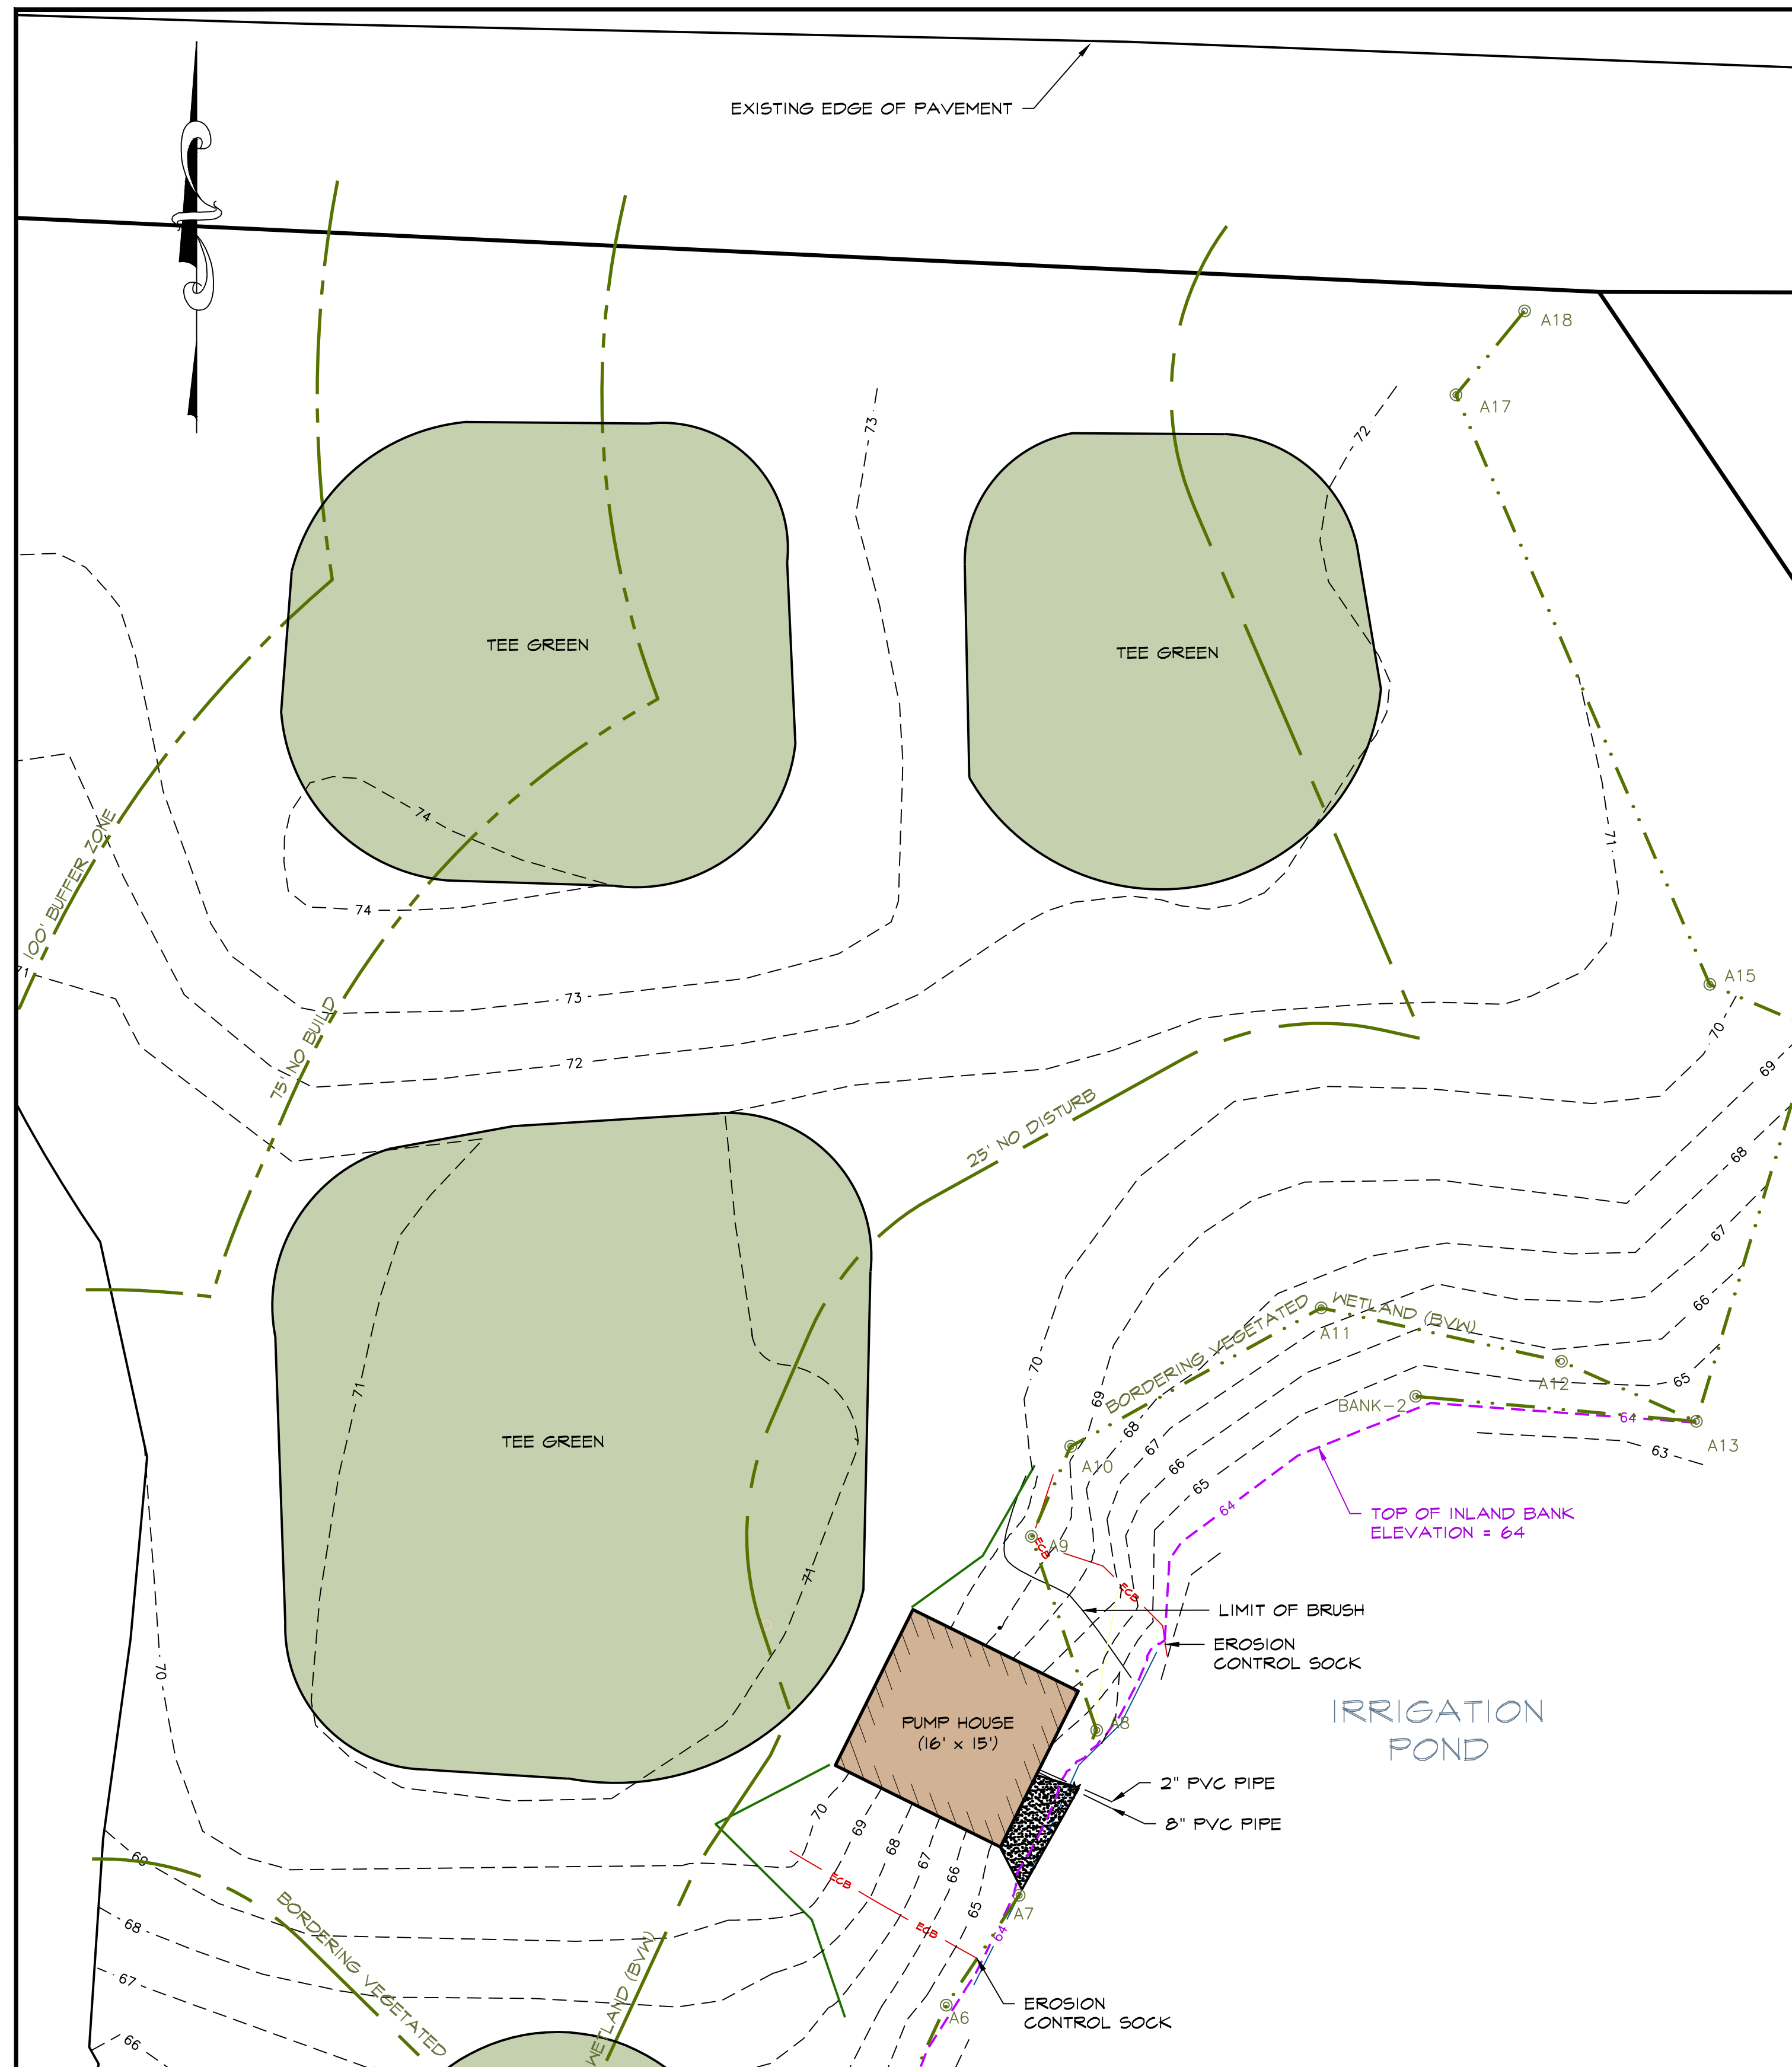 EXISTING EDGE OF PAVEMENT
A18
A17
73
72
TEE GREEN
TEE GREEN
74
71
100' BUFFER ZONE
74
71
A15
73
75' NO BUILD
70
72
69
25' NO DISTURB
68
67
66
BORDERING VEGETATED
WETLAND (BVW)
A11
70
A12
65
71
69
BANK-2
64
68
TEE GREEN
A13
67
63
66
A10
65
64
TOP OF INLAND BANK
ELEVATION = 64
ECB
A9
71
ECB
LIMIT OF BRUSH
EROSION
CONTROL SOCK
70
IRRIGATION
POND
PUMP HOUSE
(16' x 15')
A8
2" PVC PIPE
8" PVC PIPE
70
69
68
67
66
65
69
ECB
A7
ECB
64
68
BORDERING VEGETATED
WETLAND (BVW)
67
EROSION
CONTROL SOCK
A6
66